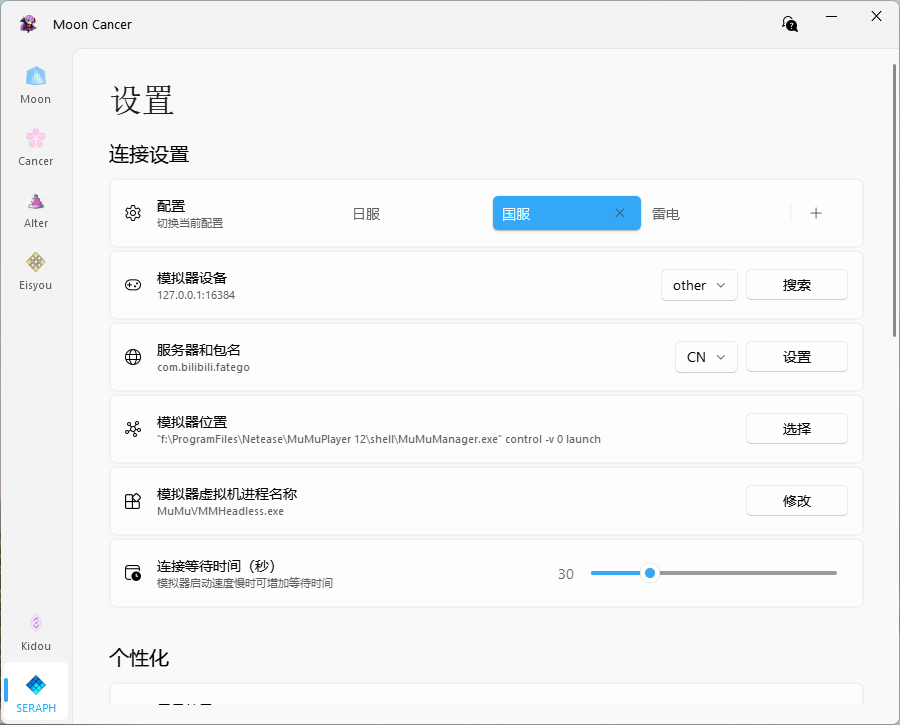 Moon Cancer
Moon
Cancer
Alter
Eisyou
Kidou
SERAPH
设置
连接设置
配置
切换当前配置
日服
国服
雷电
模拟器设备
127.0.0.1:16384
other
搜索
服务器和包名
com.bilibili.fatego
CN
设置
模拟器位置
"f:\ProgramFiles\Netease\MuMuPlayer 12\shell\MuMuManager.exe" control -v 0 launch
选择
模拟器虚拟机进程名称
MuMuVMMHeadless.exe
修改
连接等待时间（秒）
模拟器启动速度慢时可增加等待时间
30
个性化